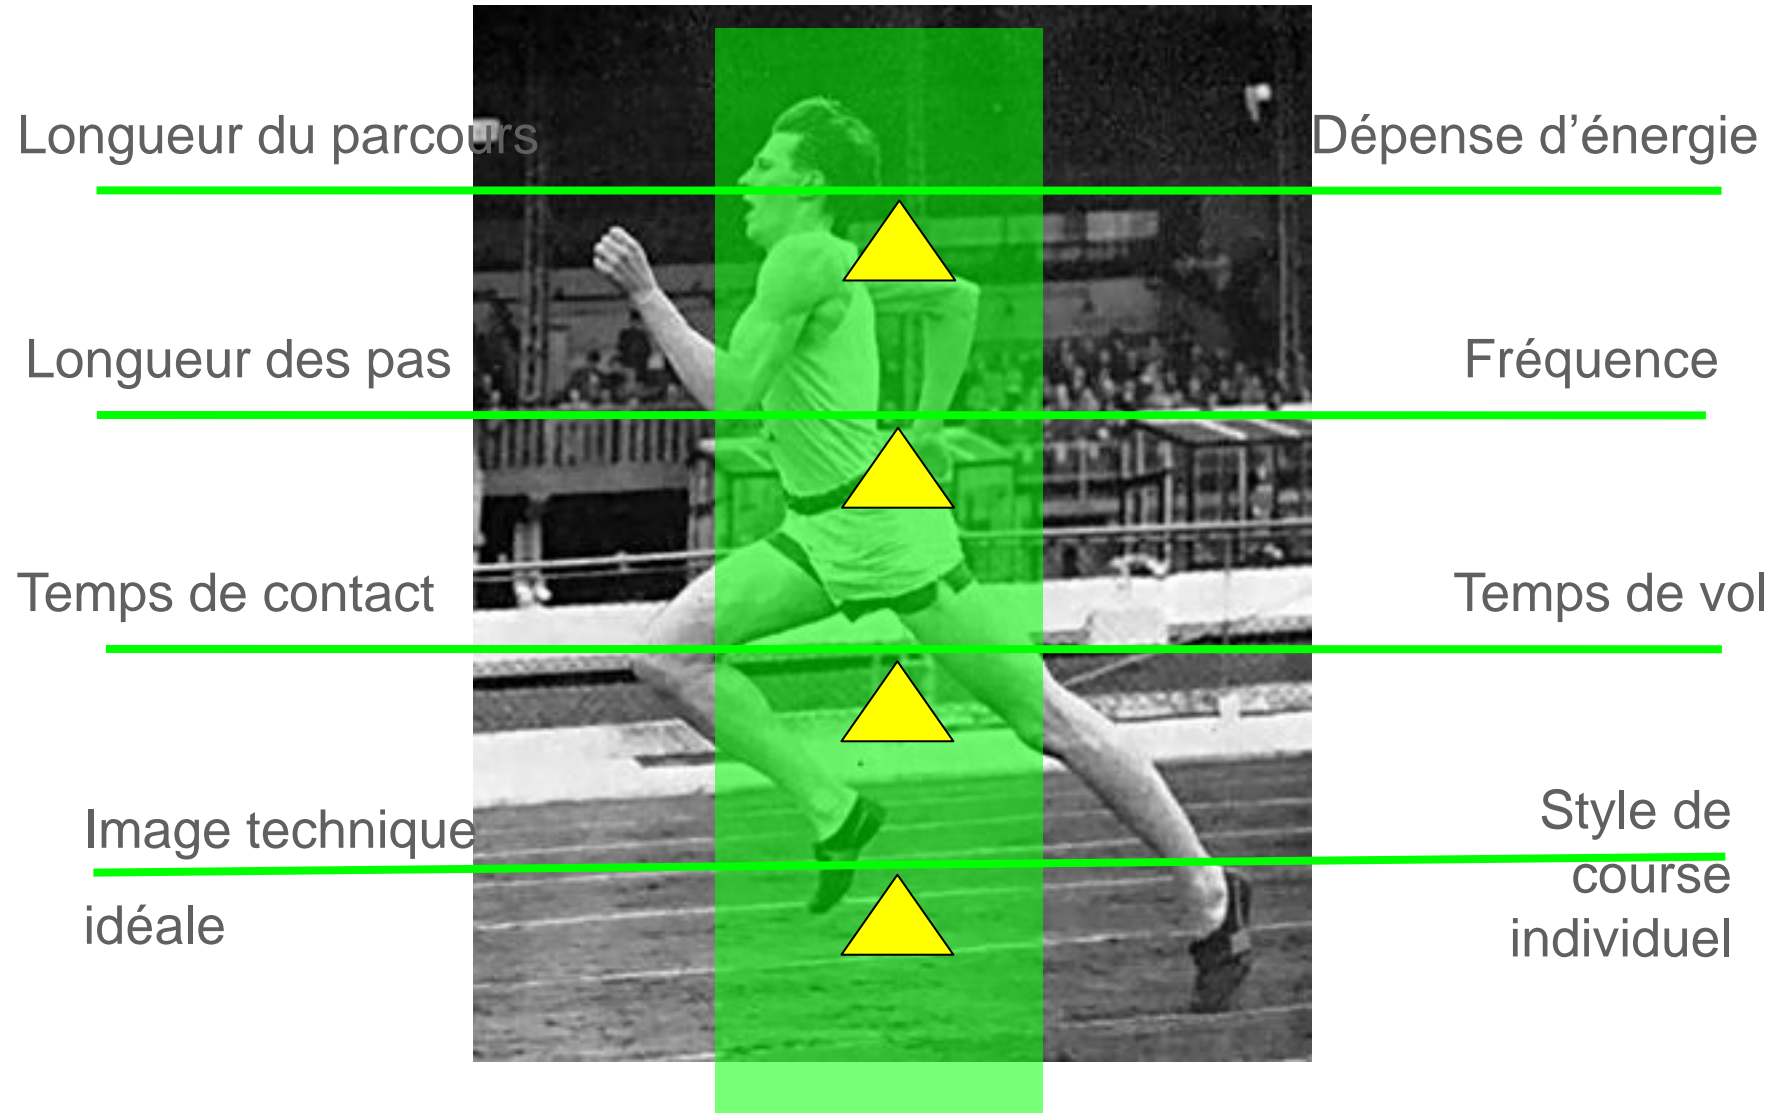 Longueur du parcours
Dépense d’énergie
Longueur des pas
Fréquence
Temps de contact
Temps de vol
Image technique
idéale
Style de
course
individuel